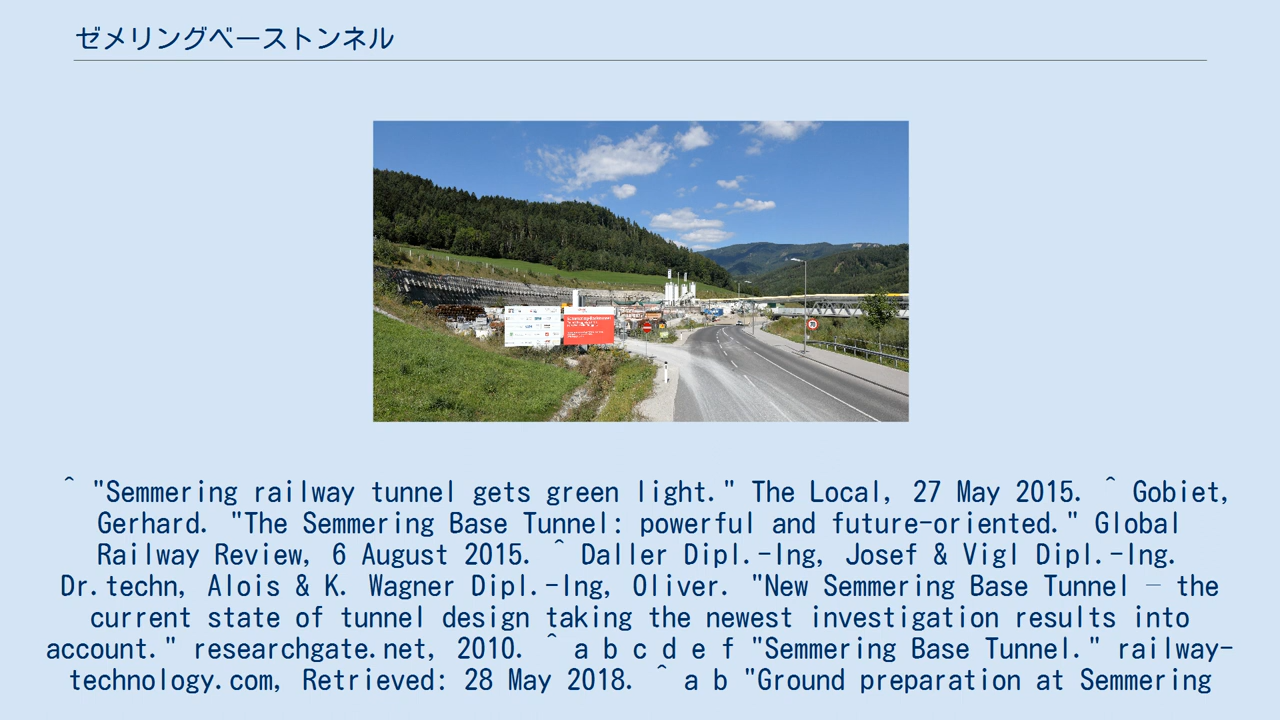 ゼメリングベーストンネル
^ "Semmering railway tunnel gets green light." The Local, 27 May 2015. ^ Gobiet,
Gerhard. "The Semmering Base Tunnel: powerful and future-oriented." Global
Railway Review, 6 August 2015. ^ Daller Dipl.-Ing, Josef & Vigl Dipl.-Ing.
Dr.techn, Alois & K. Wagner Dipl.-Ing, Oliver. "New Semmering Base Tunnel – the
current state of tunnel design taking the newest investigation results into
account." researchgate.net, 2010. ^ a b c d e f "Semmering Base Tunnel." railway-
technology.com, Retrieved: 28 May 2018. ^ a b "Ground preparation at Semmering